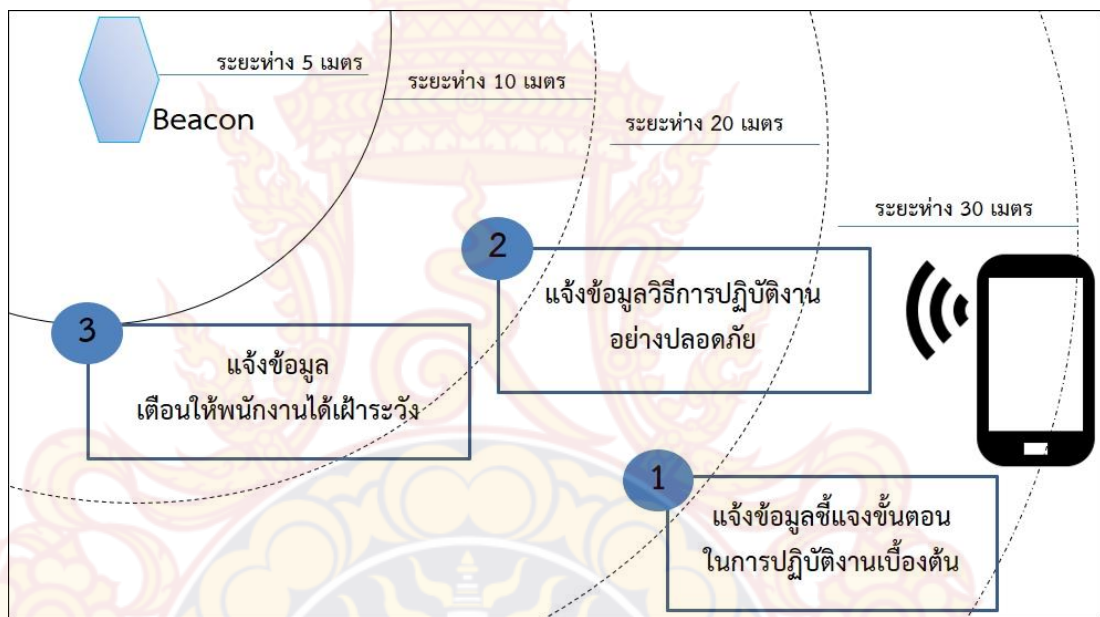 ระยะห่าง 5 เมตร
ระยะห่าง 10 เมตร
Beacon
ระยะห่าง 20 เมตร
ระยะห่าง 30 เมตร
2
แจ้งข้อมูลวิธีการปฏิบัติงาน
อย่างปลอดภัย
3
แจ้งข้อมูล
เตือนให้พนักงานได้เฝ้าระวัง
1
แจ้งข้อมูลชี้แจงขั้นตอน
ในการปฏิบัติงานเบื้องต้น